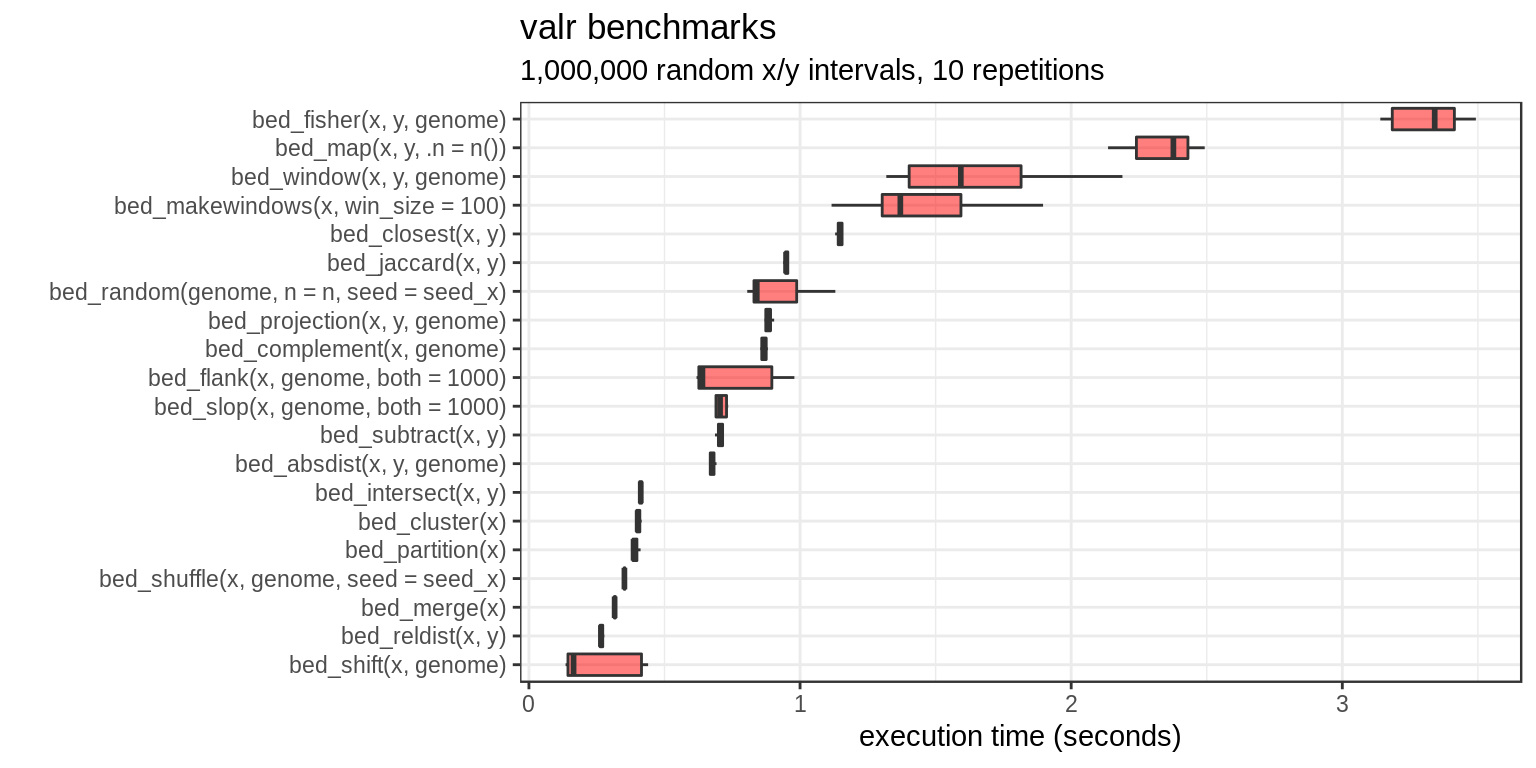 valr benchmarks
1,000,000 random x/y intervals, 10 repetitions
bed_fisher(x, y, genome)
bed_map(x, y, .n = n())
bed_window(x, y, genome)
bed_makewindows(x, win_size = 100)
bed_closest(x, y)
bed_jaccard(x, y)
bed_random(genome, n = n, seed = seed_x)
bed_projection(x, y, genome)
bed_complement(x, genome)
bed_flank(x, genome, both = 1000)
bed_slop(x, genome, both = 1000)
bed_subtract(x, y)
bed_absdist(x, y, genome)
bed_intersect(x, y)
bed_cluster(x)
bed_partition(x)
bed_shuffle(x, genome, seed = seed_x)
bed_merge(x)
bed_reldist(x, y)
bed_shift(x, genome)
0 1 2 3
execution time (seconds)